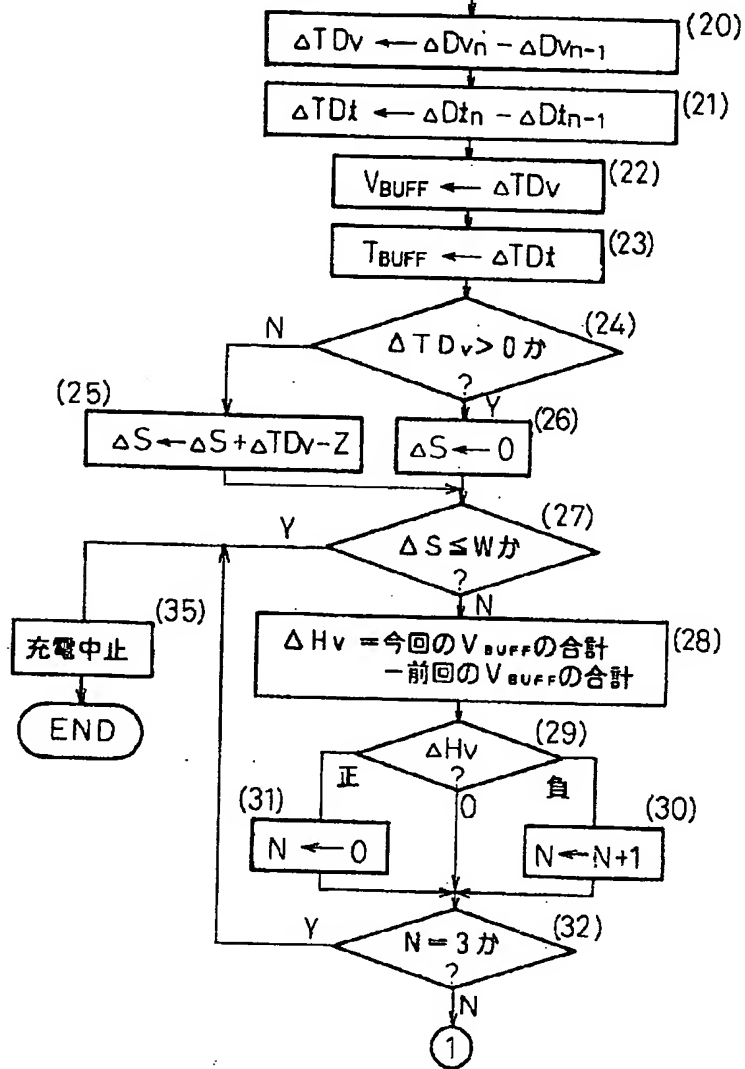 (20)
ΔTDv ← ΔDvn - ΔDvn-1
(21)
ΔTDt ← ΔDtn - ΔDtn-1
(22)
VBUFF ← ΔTDv
(23)
TBUFF ← ΔTDt
(24)
ΔTDv>0か
?
N
Y
(25)
ΔS←ΔS+ΔTDv-Z
(26)
ΔS←0
(27)
ΔS≤Wか
?
Y
N
(35)
充電中止
END
(28)
ΔHv =今回のVBUFFの合計
-前回のVBUFFの合計
(29)
ΔHv
?
正
0
負
(31)
N ← 0
(30)
N←N+1
(32)
N=3か
?
Y
N
1